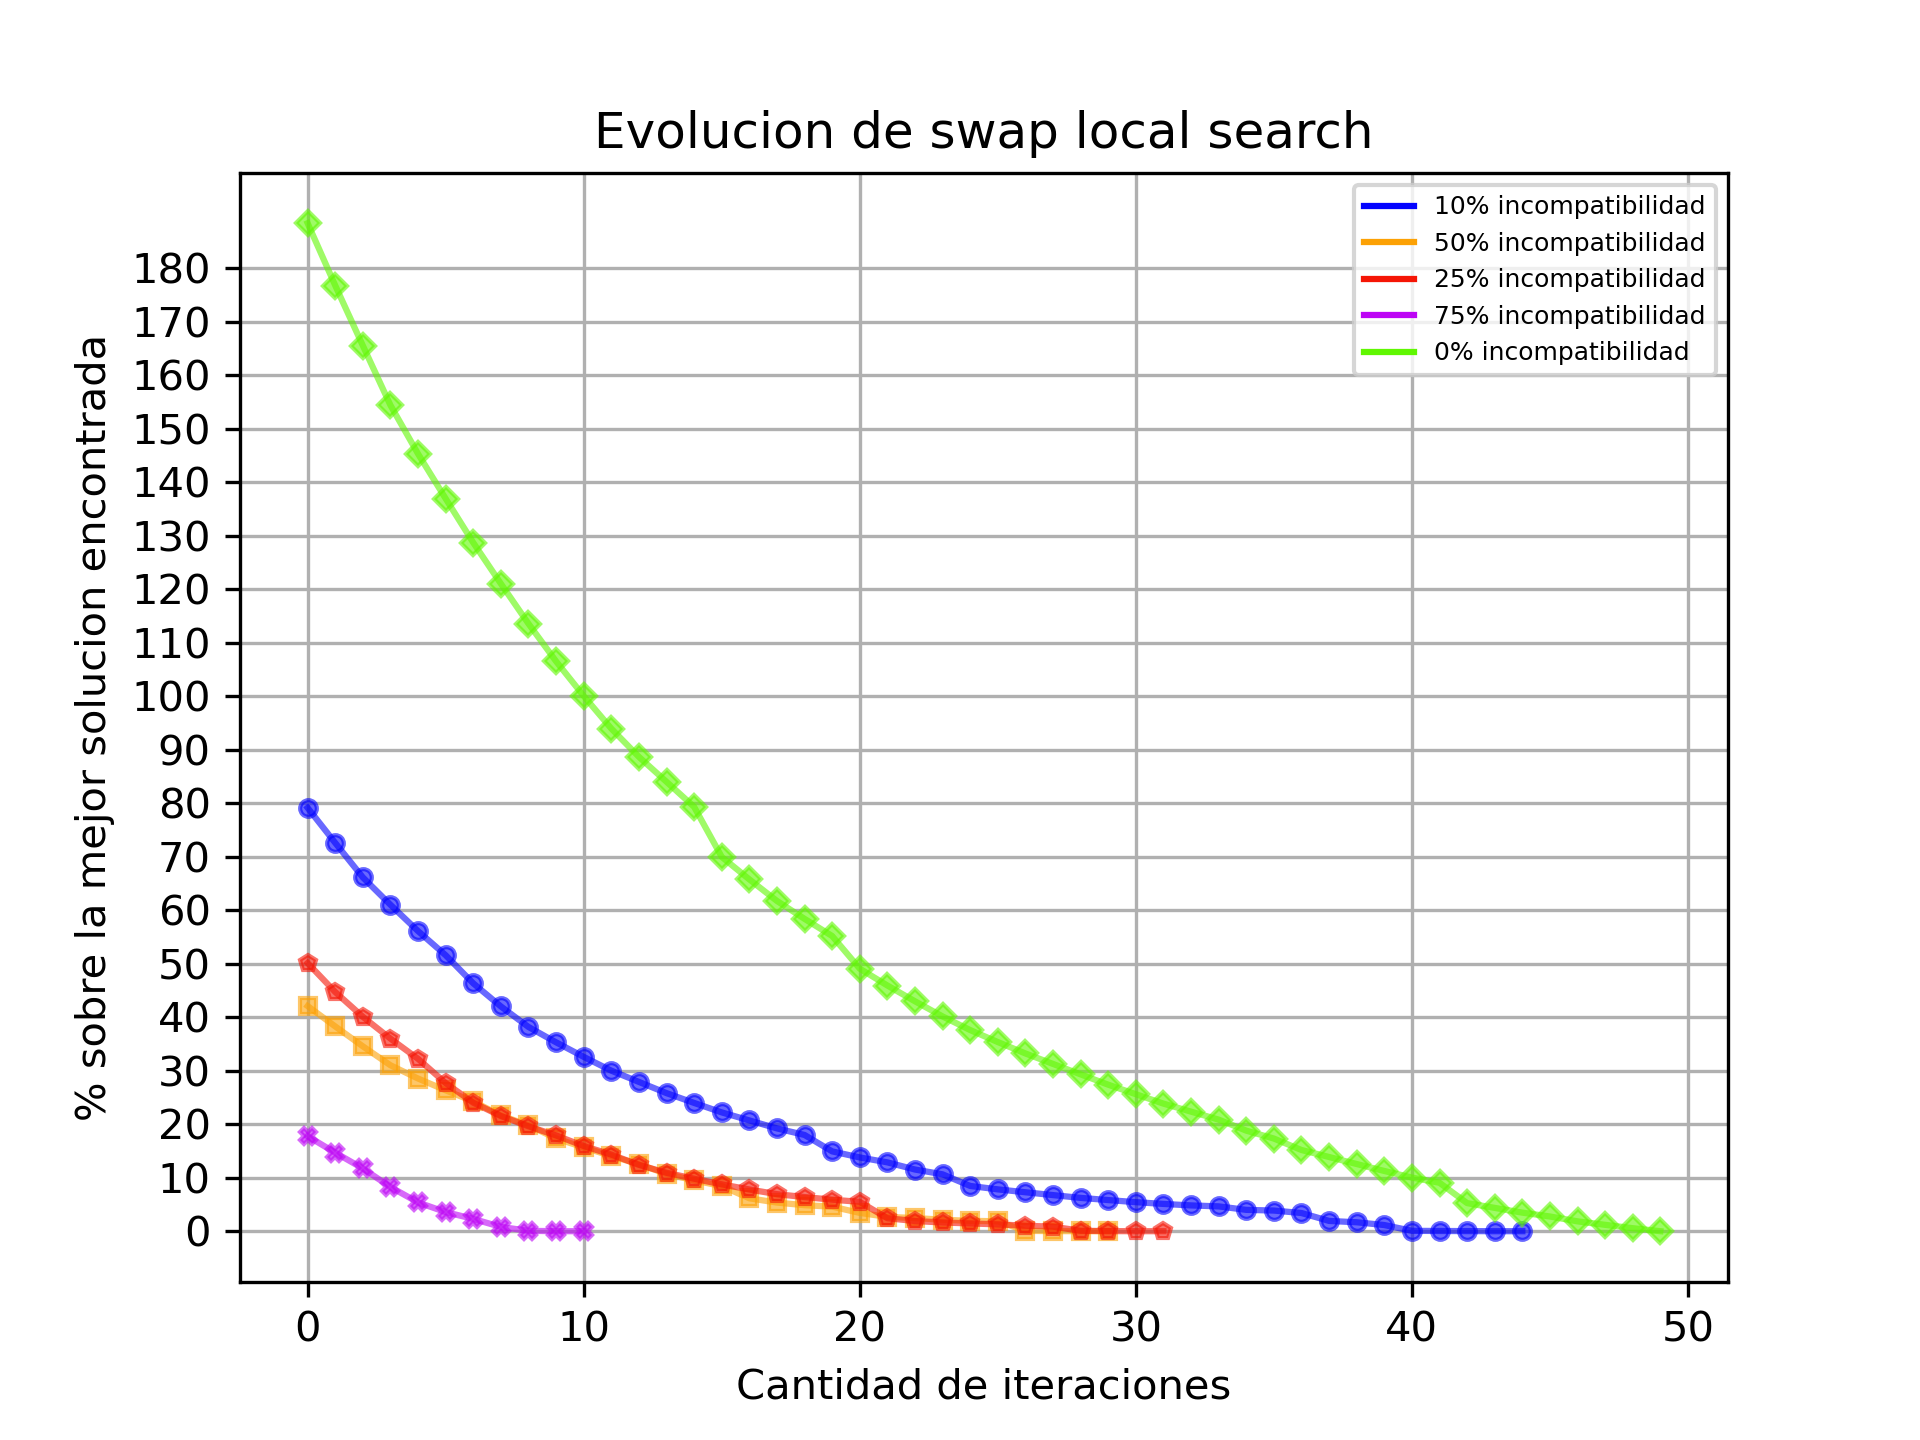 Evolucion de swap local search
10% incompatibilidad
50% incompatibilidad
25% incompatibilidad
75% incompatibilidad
0% incompatibilidad
% sobre la mejor solucion encontrada
180
170
160
150
140
130
120
110
100
90
80
70
60
50
40
30
20
10
0
0 10 20 30 40 50
Cantidad de iteraciones